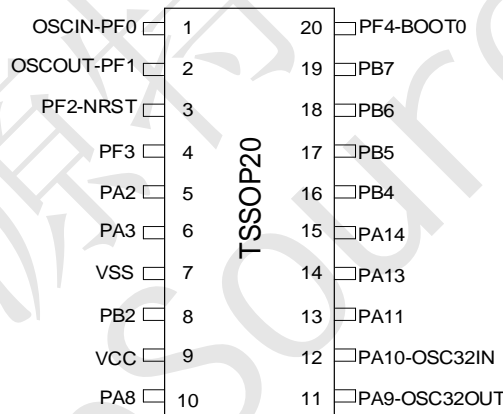 OSCIN-PF0 1 20 PF4-BOOT0
OSCOUT-PF1 2 19 PB7
PF2-NRST 3 18 PB6
PF3 4 17 PB5
PA2 5 16 PB4
PA3 6 15 PA14
VSS 7 14 PA13
PB2 8 13 PA11
VCC 9 12 PA10-OSC32IN
PA8 10 11 PA9-OSC32OUT
TSSOP20